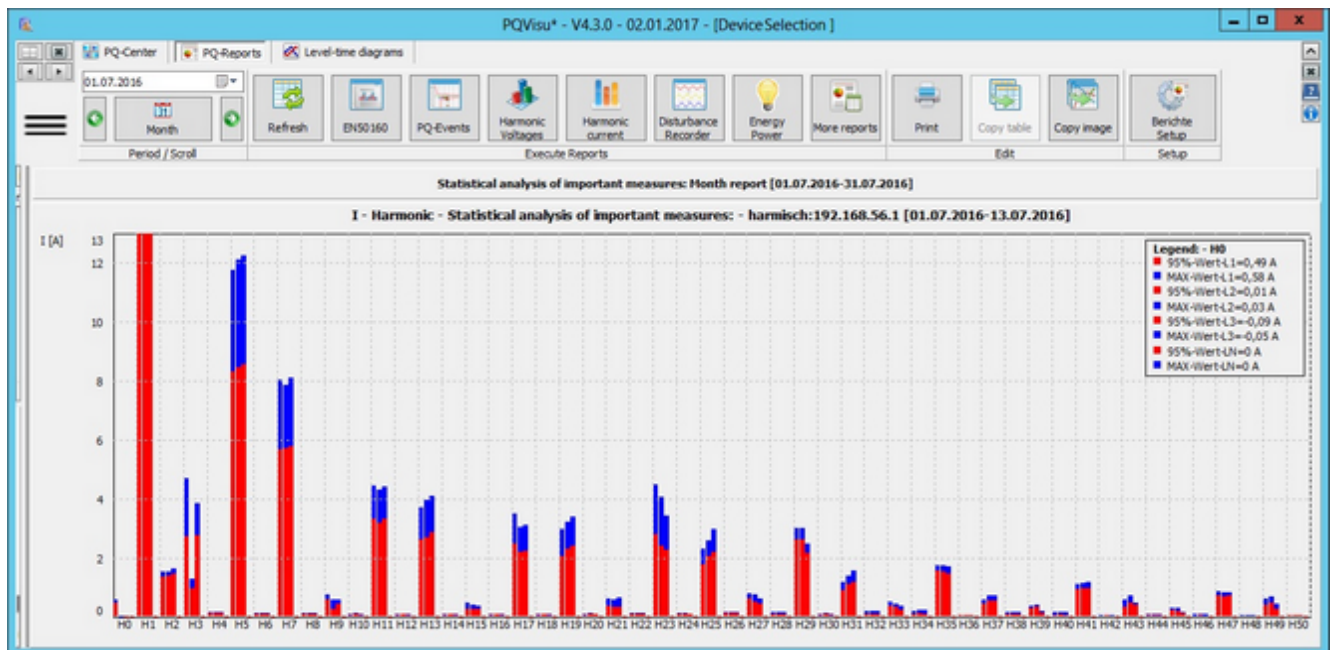 PQVisu* - V4.3.0 - 02.01.2017 - [DeviceSelection ]
PQ-Center PQ-Reports Level-time diagrams
01.07.2016
Month
Refresh
EN50160
PQ-Events
Harmonic
Voltages
Harmonic
current
Disturbance
Recorder
Energy
Power
More reports
Print
Copy table
Copy image
Berichte
Setup
Period / Scroll Execute Reports Edit Setup
Statistical analysis of important measures: Month report [01.07.2016-31.07.2016]
I - Harmonic - Statistical analysis of important measures: - harmisch:192.168.56.1 [01.07.2016-13.07.2016]
I [A]
13
12
10
8
6
4
2
0
Legend: - H0
95%-Wert-L1=0,49 A
MAX-Wert-L1=0,58 A
95%-Wert-L2=0,01 A
MAX-Wert-L2=0,03 A
95%-Wert-L3=-0,09 A
MAX-Wert-L3=-0,05 A
95%-Wert-LN=0 A
MAX-Wert-LN=0 A
H0 H1 H2 H3 H4 H5 H6 H7 H8 H9 H10 H11 H12 H13 H14 H15 H16 H17 H18 H19 H20 H21 H22 H23 H24 H25 H26 H27 H28 H29 H30 H31 H32 H33 H34 H35 H36 H37 H38 H39 H40 H41 H42 H43 H44 H45 H46 H47 H48 H49 H50